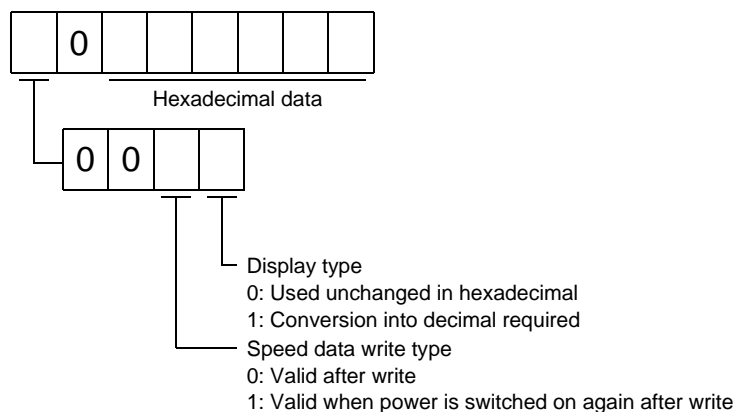 0
Hexadecimal data
0 0
Display type
0: Used unchanged in hexadecimal
1: Conversion into decimal required
Speed data write type
0: Valid after write
1: Valid when power is switched on again after write